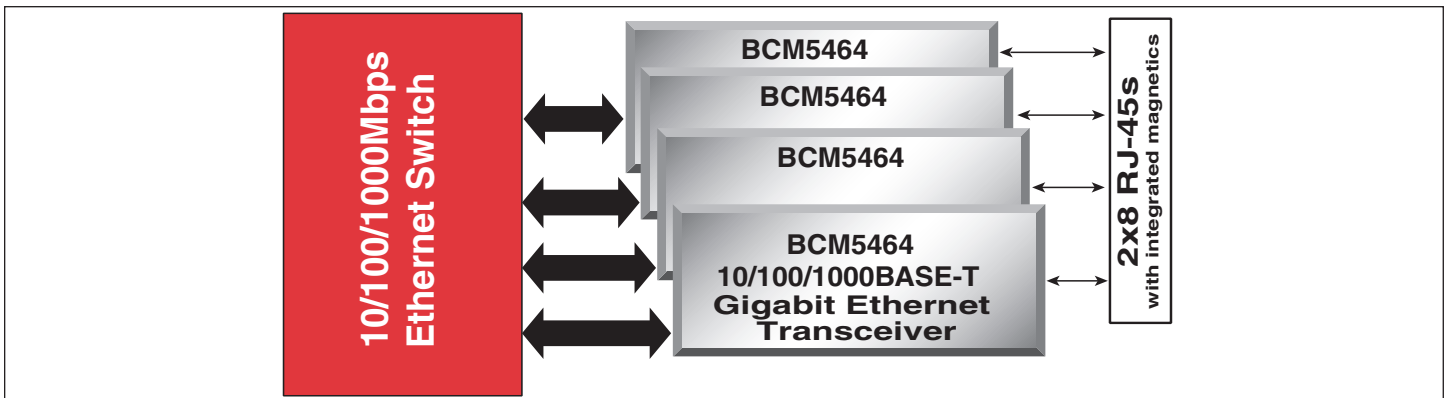 10/100/1000Mbps
Ethernet Switch
BCM5464
BCM5464
BCM5464
BCM5464
10/100/1000BASE-T
Gigabit Ethernet
Transceiver
2x8 RJ-45s
with integrated magnetics